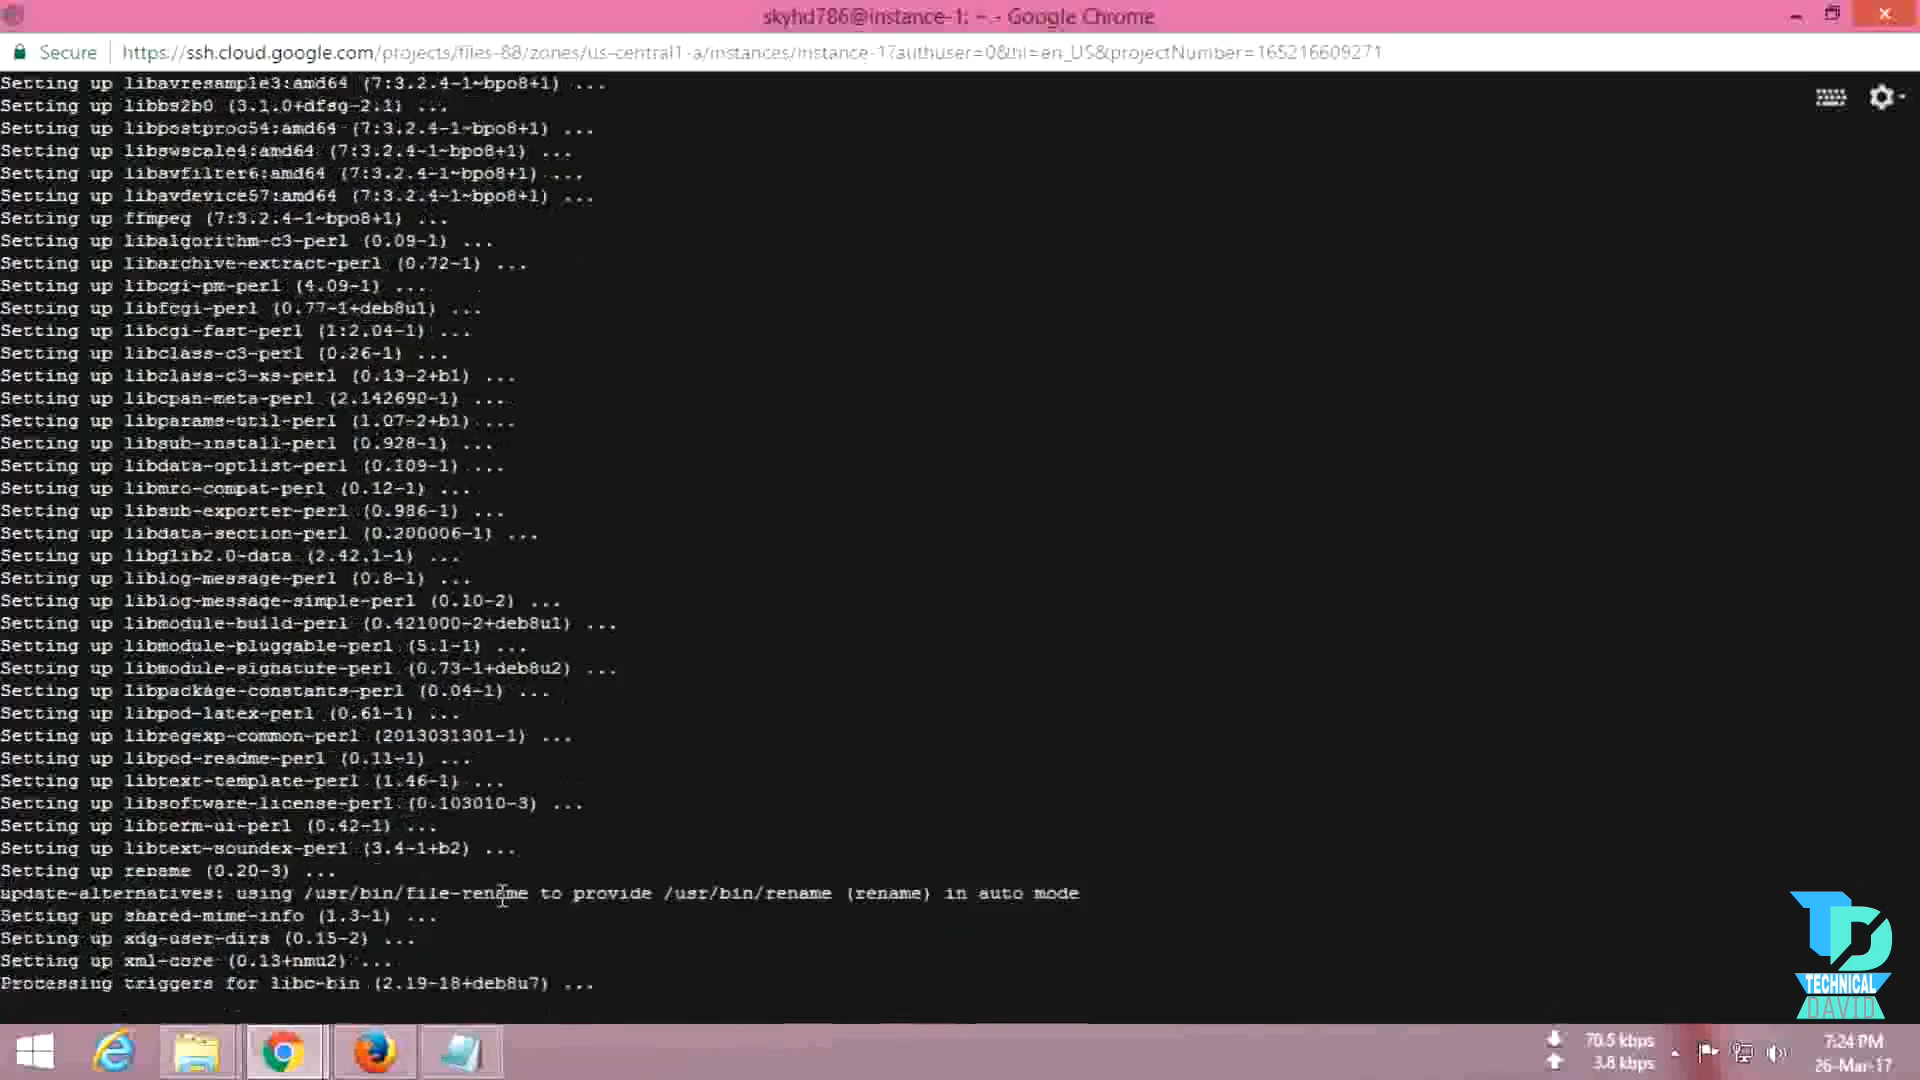 skyhd786@instance-1: ~ - Google Chrome
Secure https://ssh.cloud.google.com/projects/files-88/zones/us-central1-a/instances/instance-1?authuser=0&hl=en_US&projectNumber=165216609271
Setting up libavresample3:amd64 (7:3.2.4-1~bpo8+1) ...
Setting up libbs2b0 (3.1.0+dfsg-2.1) ...
Setting up libpostproc54:amd64 (7:3.2.4-1~bpo8+1) ...
Setting up libswscale4:amd64 (7:3.2.4-1~bpo8+1) ...
Setting up libavfilter6:amd64 (7:3.2.4-1~bpo8+1) ...
Setting up libavdevice57:amd64 (7:3.2.4-1~bpo8+1) ...
Setting up ffmpeg (7:3.2.4-1~bpo8+1) ...
Setting up libalgorithm-c3-perl (0.09-1) ...
Setting up libarchive-extract-perl (0.72-1) ...
Setting up libcgi-pm-perl (4.09-1) ...
Setting up libfcgi-perl (0.77-1+deb8u1) ...
Setting up libcgi-fast-perl (1:2.04-1) ...
Setting up libclass-c3-perl (0.26-1) ...
Setting up libclass-c3-xs-perl (0.13-2+b1) ...
Setting up libcpan-meta-perl (2.142690-1) ...
Setting up libparams-util-perl (1.07-2+b1) ...
Setting up libsub-install-perl (0.928-1) ...
Setting up libdata-optlist-perl (0.109-1) ...
Setting up libmro-compat-perl (0.12-1) ...
Setting up libsub-exporter-perl (0.986-1) ...
Setting up libdata-section-perl (0.200006-1) ...
Setting up libglib2.0-data (2.42.1-1) ...
Setting up liblog-message-perl (0.8-1) ...
Setting up liblog-message-simple-perl (0.10-2) ...
Setting up libmodule-build-perl (0.421000-2+deb8u1) ...
Setting up libmodule-pluggable-perl (5.1-1) ...
Setting up libmodule-signature-perl (0.73-1+deb8u2) ...
Setting up libpackage-constants-perl (0.04-1) ...
Setting up libpod-latex-perl (0.61-1) ...
Setting up libregexp-common-perl (2013031301-1) ...
Setting up libpod-readme-perl (0.11-1) ...
Setting up libtext-template-perl (1.46-1) ...
Setting up libsoftware-license-perl (0.103010-3) ...
Setting up libterm-ui-perl (0.42-1) ...
Setting up libtext-soundex-perl (3.4-1+b2) ...
Setting up rename (0.20-3) ...
update-alternatives: using /usr/bin/file-rename to provide /usr/bin/rename (rename) in auto mode
Setting up shared-mime-info (1.3-1) ...
Setting up xdg-user-dirs (0.15-2) ...
Setting up xml-core (0.13+nmu2) ...
Processing triggers for libc-bin (2.19-18+deb8u7) ...
TD
TECHNICAL
DAVID
70.5 kbps
3.8 kbps
7:24 PM
26-Mar-17